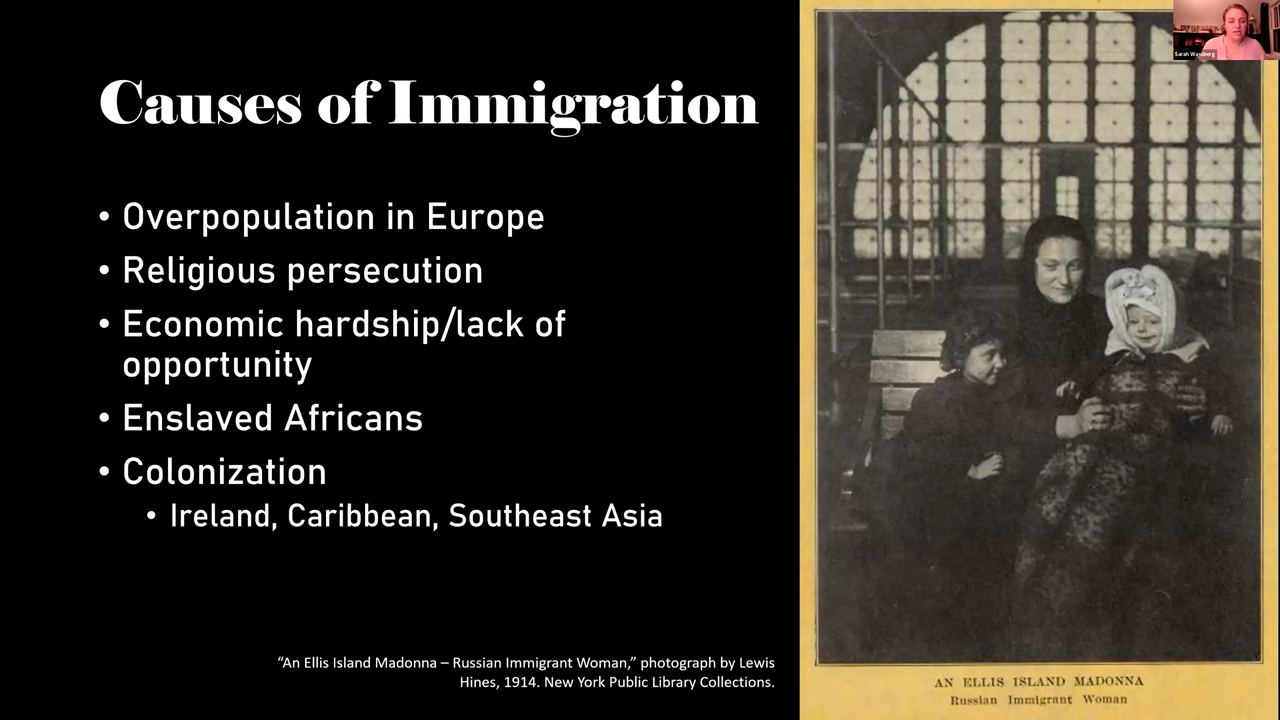 Causes of Immigration
• Overpopulation in Europe
• Religious persecution
• Economic hardship/lack of
opportunity
• Enslaved Africans
• Colonization
• Ireland, Caribbean, Southeast Asia
“An Ellis Island Madonna – Russian Immigrant Woman,” photograph by Lewis
Hines, 1914. New York Public Library Collections.
Sarah Wassberg
AN ELLIS ISLAND MADONNA
Russian Immigrant Woman